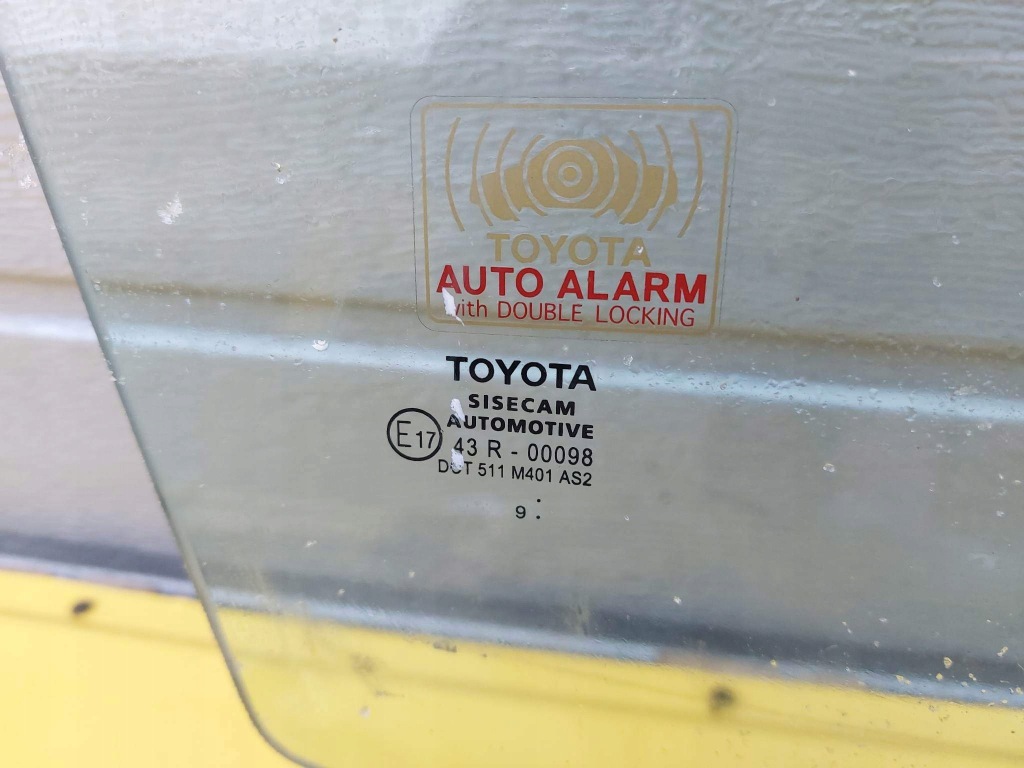 TOYOTA
AUTO ALARM
with DOUBLE LOCKING
TOYOTA
SISECAM
AUTOMOTIVE
E17 43 R - 00098
DOT 511 M401 AS2
9 :